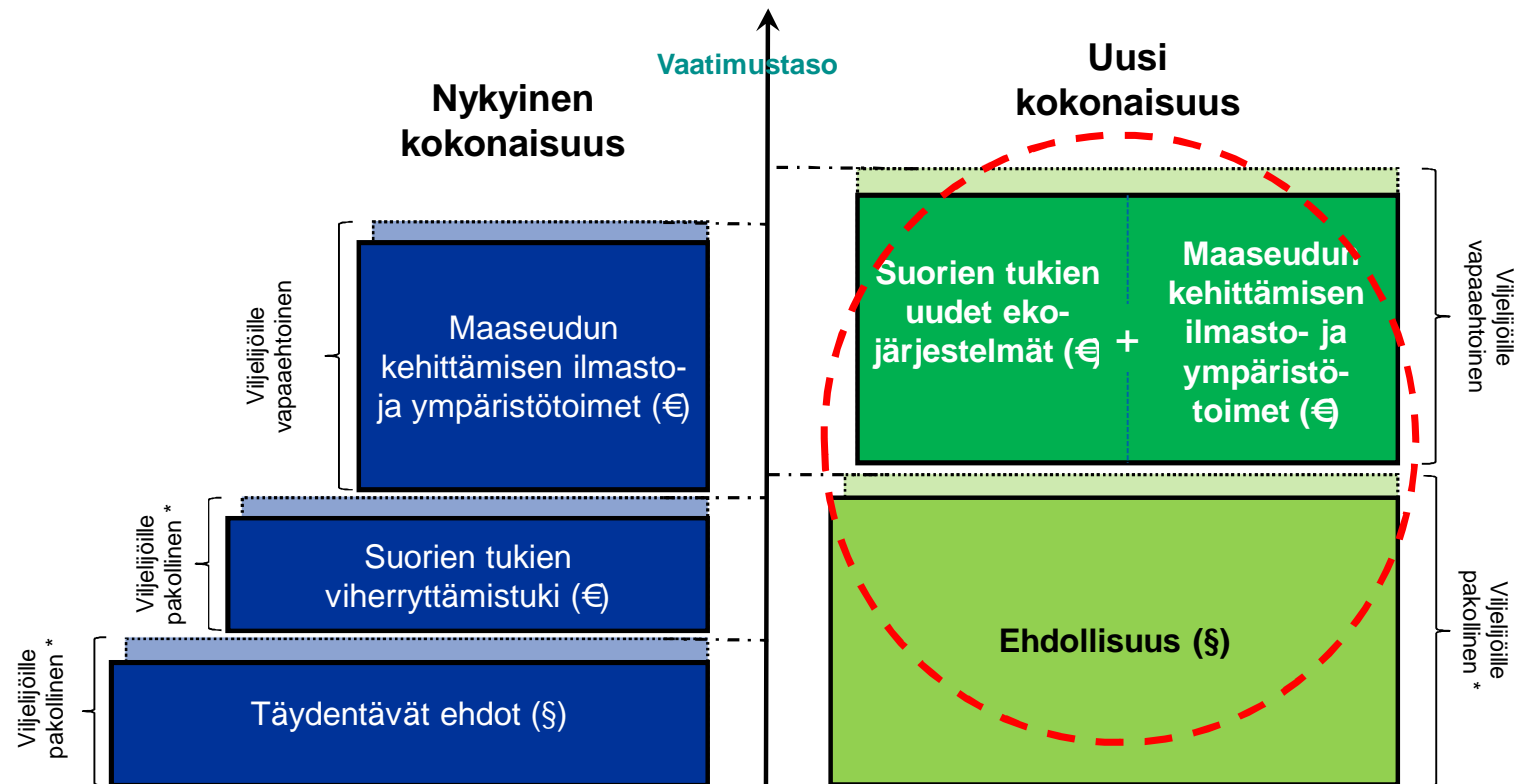 Vaatimustaso
Nykyinen
kokonaisuus
Uusi
kokonaisuus
Viljelijöille
vapaaehtoinen
Maaseudun
kehittämisen ilmasto-
ja ympäristötoimet (€)
Viljelijöille
pakollinen *
Suorien tukien
viherryttämistuki (€)
Viljelijöille
pakollinen *
Täydentävät ehdot (§)
Suorien tukien
uudet eko-
järjestelmät (€)
+
Maaseudun
kehittämisen
ilmasto- ja
ympäristö-
toimet (€)
Viljelijöille
vapaaehtoinen
Ehdollisuus (§)
Viljelijöille
pakollinen *